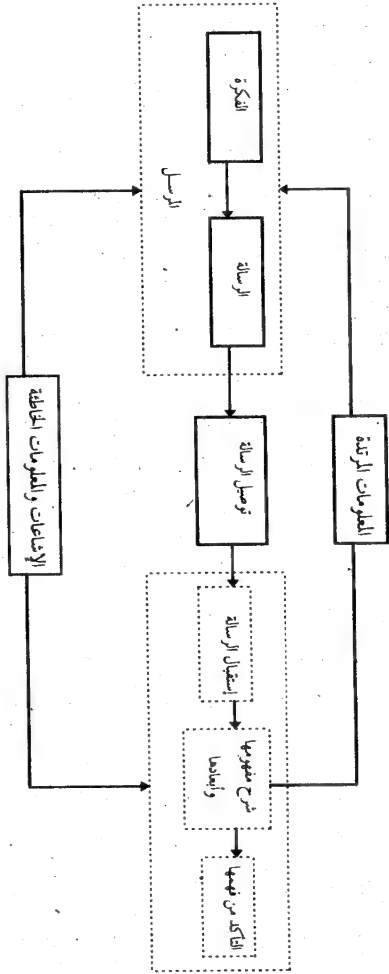 المعلومات المرتدة
الفكرة
الرسالة
المرسل
توصيل الرسالة
إستقبال الرسالة
شرح مفهومها
وأبعادها
التأكد من فهمها
الإشاعات والمعلومات الخاطئة